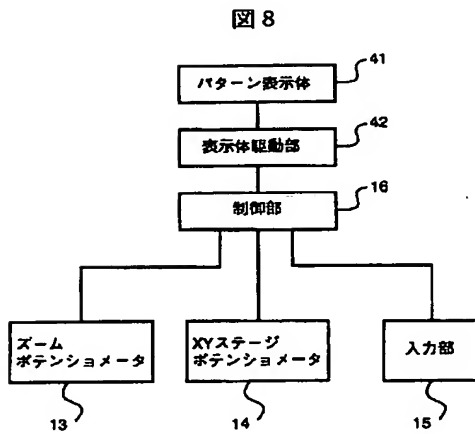 図8
パターン表示体
41
表示体駆動部
42
制御部
16
ズーム
ポテンショメータ
XYステージ
ポテンショメータ
入力部
13
14
15